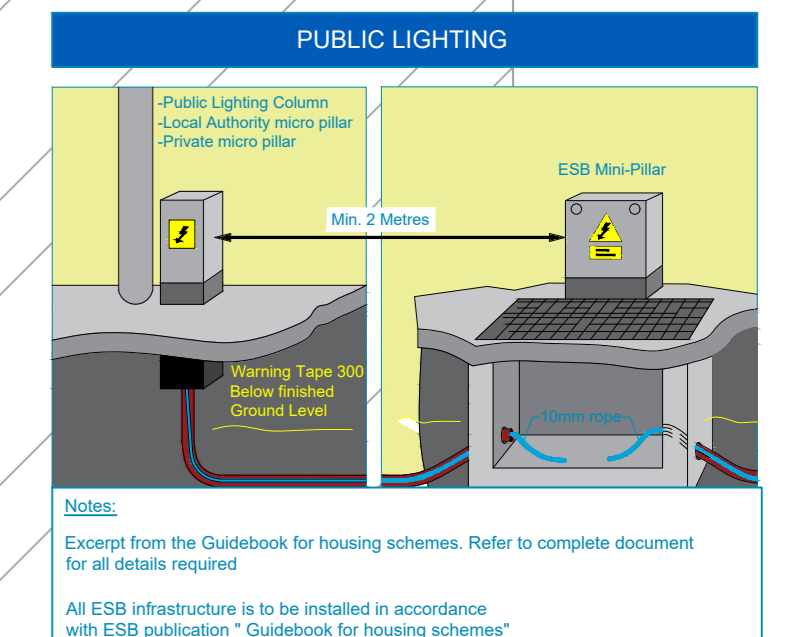 PUBLIC LIGHTING
-Public Lighting Column
-Local Authority micro pillar
-Private micro pillar
ESB Mini-Pillar
Min. 2 Metres
Warning Tape 300
Below finished
Ground Level
10mm rope
Notes:
Excerpt from the Guidebook for housing schemes. Refer to complete document
for all details required
All ESB infrastructure is to be installed in accordance
with ESB publication " Guidebook for housing schemes"